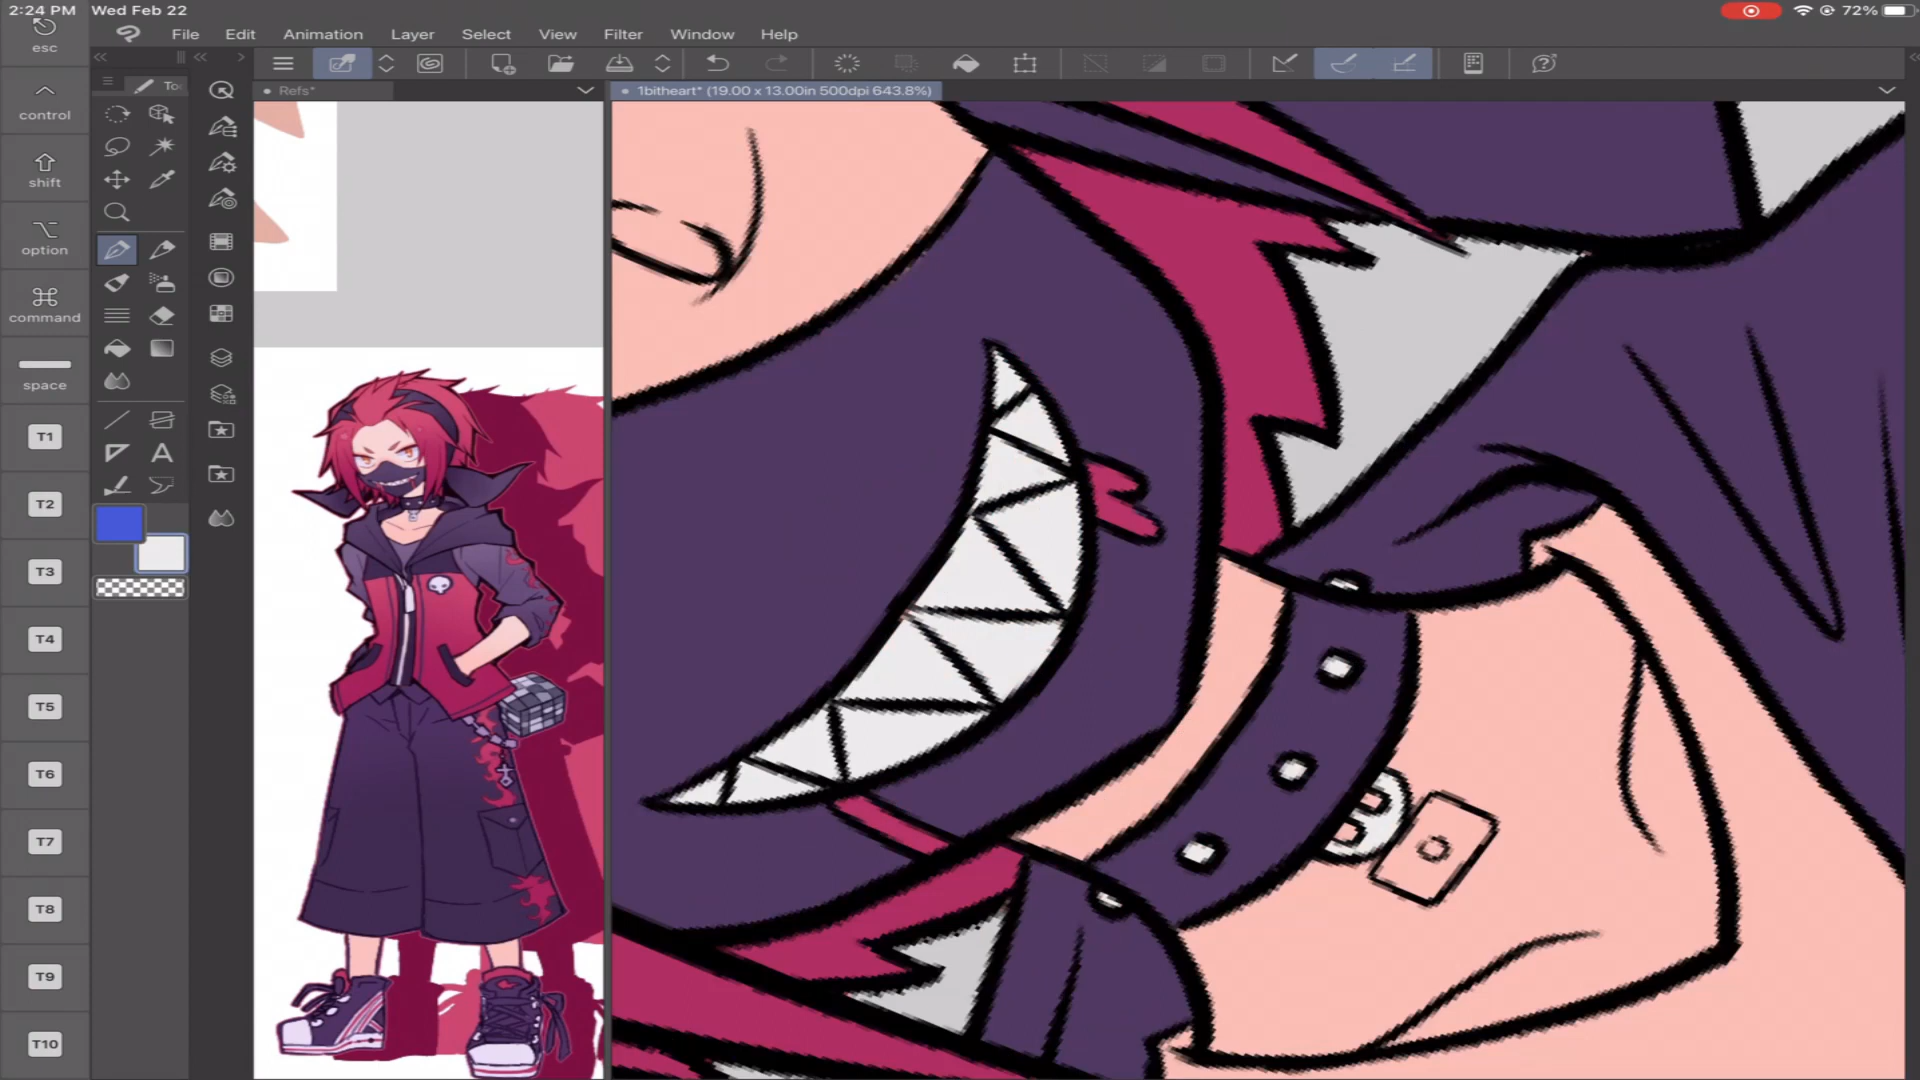 2:24 PM Wed Feb 22
72%
File Edit Animation Layer Select View Filter Window Help
esc
control
shift
option
command
space
T1
T2
T3
T4
T5
T6
T7
T8
T9
T10
To
Refs*
1bitheart* (19.00 x 13.00in 500dpi 643.8%)
A